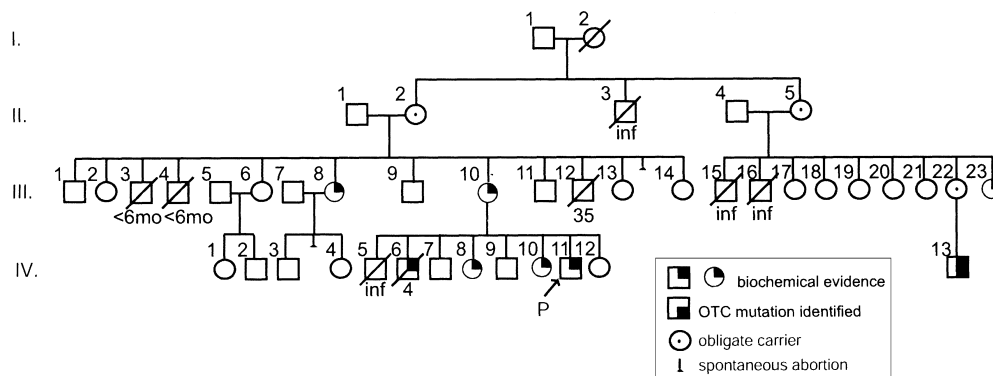 I. 1 2
II. 1 2 3 4 5
inf
III. 1 2 3 4 5 6 7 8 9 10 11 12 13 14 15 16 17 18 19 20 21 22 23
<6mo <6mo 35 inf inf
IV. 1 2 3 4 5 6 7 8 9 10 11 12 13
inf 4
P
biochemical evidence
OTC mutation identified
obligate carrier
spontaneous abortion